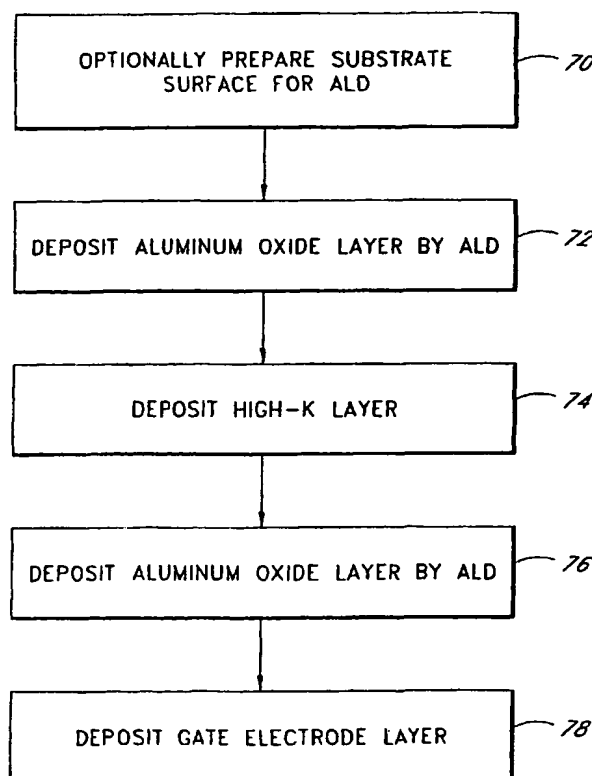 OPTIONALLY PREPARE SUBSTRATE
SURFACE FOR ALD
70
DEPOSIT ALUMINUM OXIDE LAYER BY ALD
72
DEPOSIT HIGH-K LAYER
74
DEPOSIT ALUMINUM OXIDE LAYER BY ALD
76
DEPOSIT GATE ELECTRODE LAYER
78